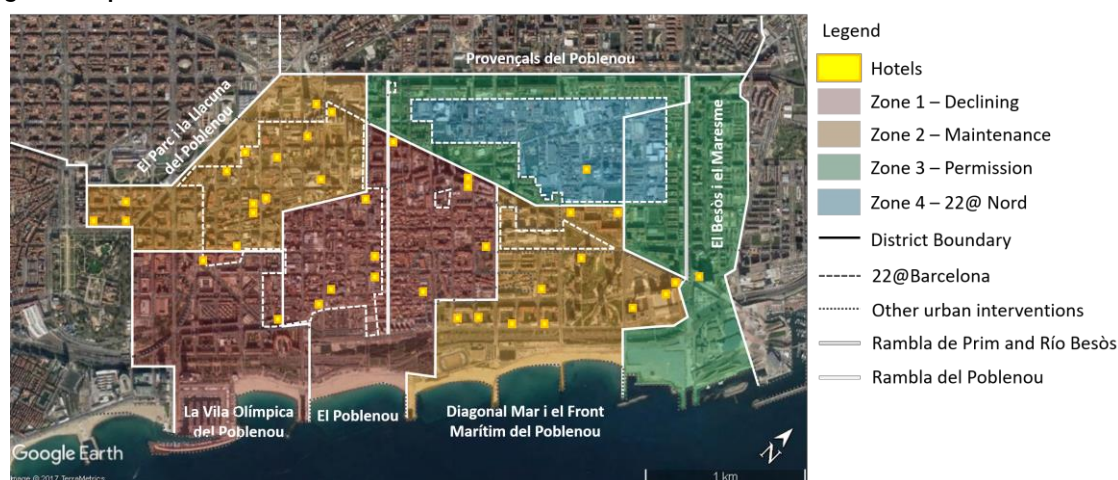 Provençals del Poblenou
El Parc i la Llacuna
del Poblenou
El Besòs i el Maresme
La Vila Olímpica
del Poblenou
El Poblenou
Diagonal Mar i el Front
Marítim del Poblenou
Google Earth
Image © 2017 TerraMetrics
N
1 km
Legend
Hotels
Zone 1 – Declining
Zone 2 – Maintenance
Zone 3 – Permission
Zone 4 – 22@ Nord
District Boundary
22@Barcelona
Other urban interventions
Rambla de Prim and Río Besòs
Rambla del Poblenou